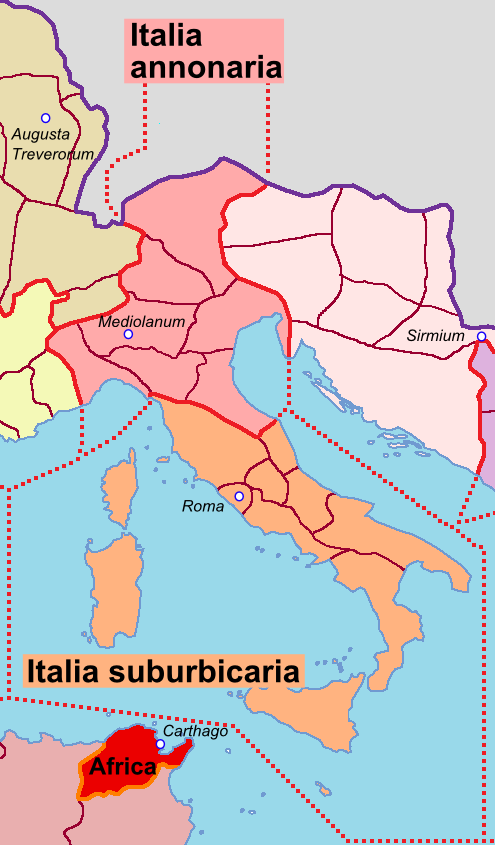 Italia
annonaria
Augusta
Treverorum
Mediolanum
Sirmium
Roma
Italia suburbicaria
Carthago
Africa